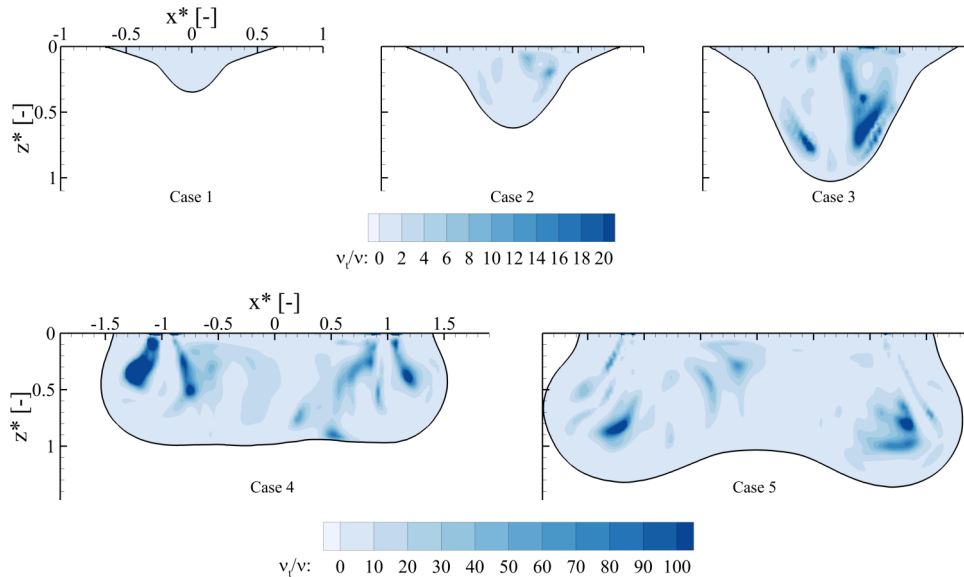 x* [-]
-1 -0.5 0 0.5 1
0
0.5
1
z* [-]
Case 1 Case 2 Case 3
νt/ν: 0 2 4 6 8 10 12 14 16 18 20
x* [-]
-1.5 -1 -0.5 0 0.5 1 1.5
0
0.5
1
z* [-]
Case 4 Case 5
νt/ν: 0 10 20 30 40 50 60 70 80 90 100